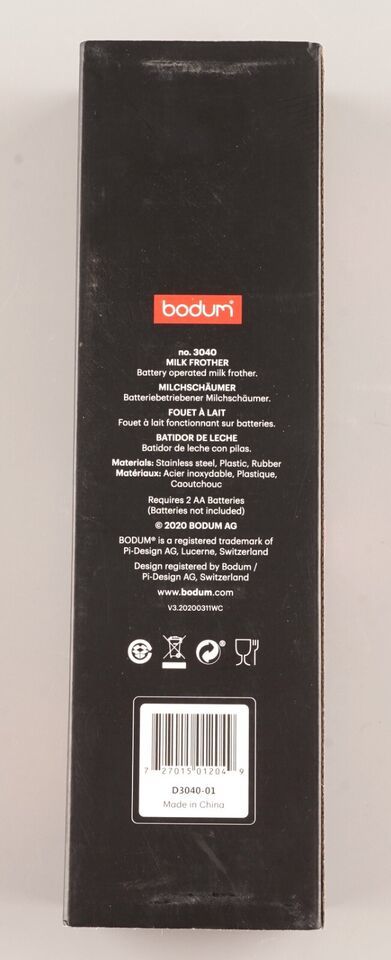 bodum®
no. 3040
MILK FROTHER
Battery operated milk frother.
MILCHSCHÄUMER
Batteriebetriebener Milchschäumer.
FOUET À LAIT
Fouet à lait fonctionnant sur batteries.
BATIDOR DE LECHE
Batidor de leche con pilas.
Materials: Stainless steel, Plastic, Rubber
Matériaux: Acier inoxydable, Plastique,
Caoutchouc
Requires 2 AA Batteries
(Batteries not included)
© 2020 BODUM AG
BODUM® is a registered trademark of
Pi-Design AG, Lucerne, Switzerland
Design registered by Bodum /
Pi-Design AG, Switzerland
www.bodum.com
V3.20200311WC
7 27015 01204 9
D3040-01
Made in China